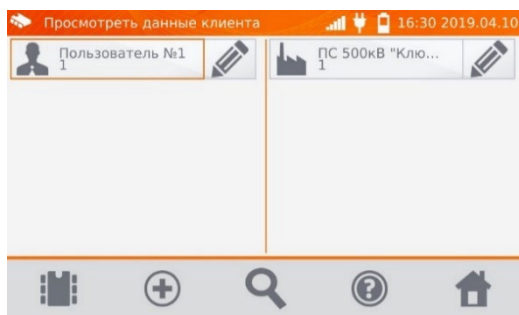 Просмотреть данные клиента
16:30 2019.04.10
Пользователь №1
1
ПС 500кВ "Клю...
1